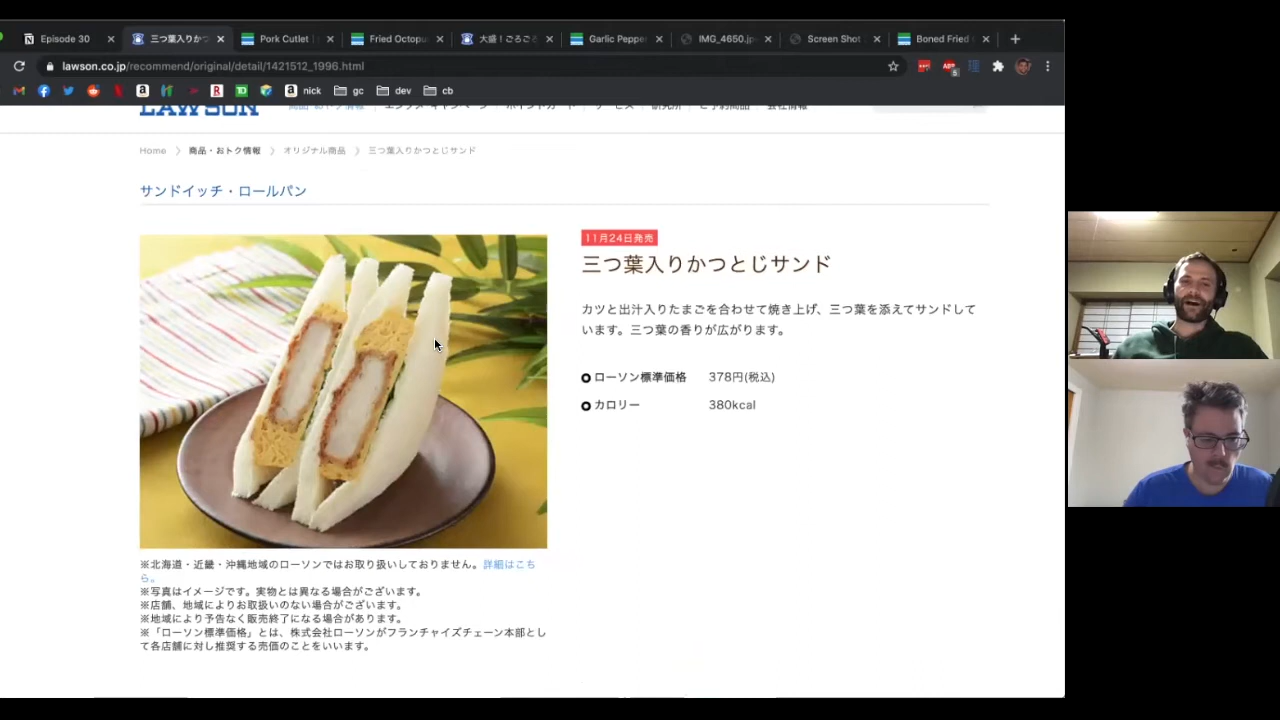 Episode 30
三つ葉入りかつ
Pork Cutlet
Fried Octopu
大盛！ごろごろ
Garlic Pepper
IMG_4650.jp
Screen Shot
Boned Fried
lawson.co.jp/recommend/original/detail/1421512_1996.html
nick
gc
dev
cb
LAWSON
Home
商品・おトク情報
オリジナル商品
三つ葉入りかつとじサンド
サンドイッチ・ロールパン
11月24日発売
三つ葉入りかつとじサンド
カツと出汁入りたまごを合わせて焼き上げ、三つ葉を添えてサンドして
います。三つ葉の香りが広がります。
ローソン標準価格 378円(税込)
カロリー 380kcal
※北海道・近畿・沖縄地域のローソンではお取り扱いしておりません。詳細はこち
ら。
※写真はイメージです。実物とは異なる場合がございます。
※店舗、地域によりお取扱いのない場合がございます。
※地域により予告なく販売終了になる場合があります。
※「ローソン標準価格」とは、株式会社ローソンがフランチャイズチェーン本部とし
て各店舗に対し推奨する売価のことをいいます。